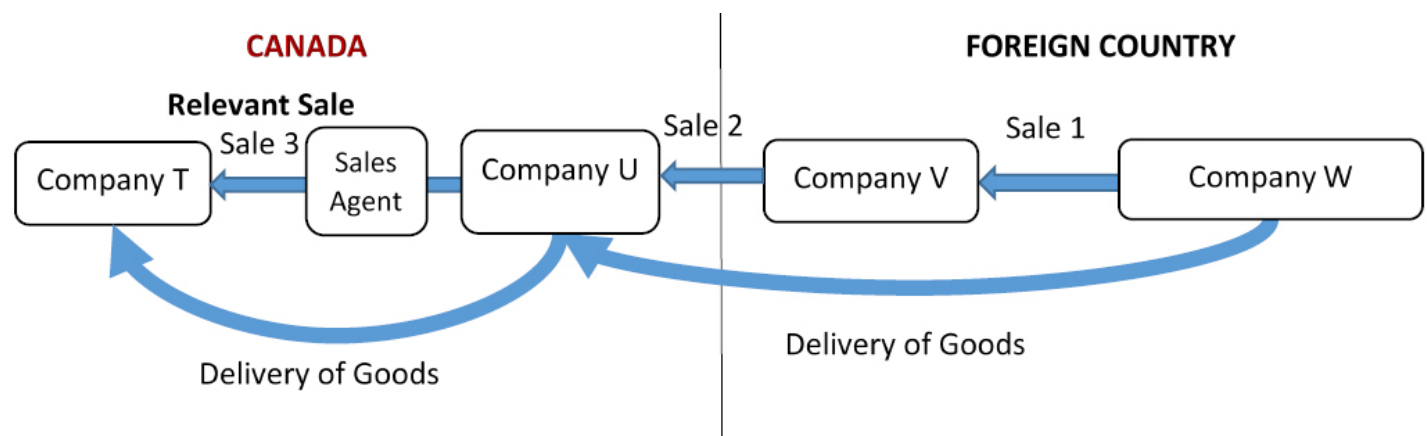 CANADA
FOREIGN COUNTRY
Relevant Sale
Sale 3
Sale 2
Sale 1
Company T
Sales
Agent
Company U
Company V
Company W
Delivery of Goods
Delivery of Goods